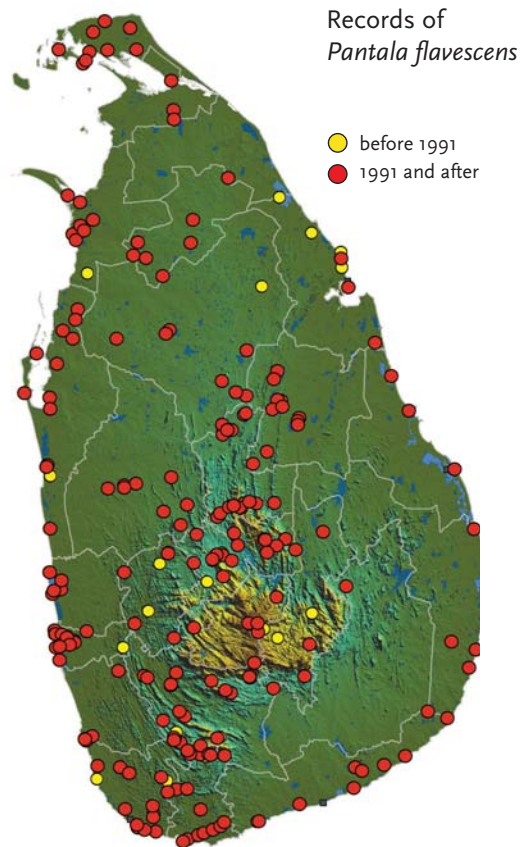 Records of
Pantala flavescens
before 1991
1991 and after